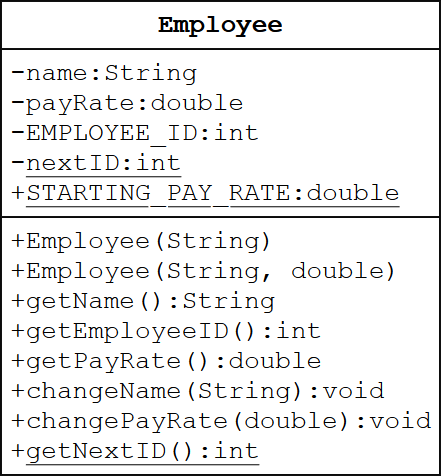 Employee
-name:String
-payRate:double
-EMPLOYEE_ID:int
-nextID:int
+STARTING_PAY_RATE:double
+Employee(String)
+Employee(String, double)
+getName():String
+getEmployeeID():int
+getPayRate():double
+changeName(String):void
+changePayRate(double):void
+getNextID():int